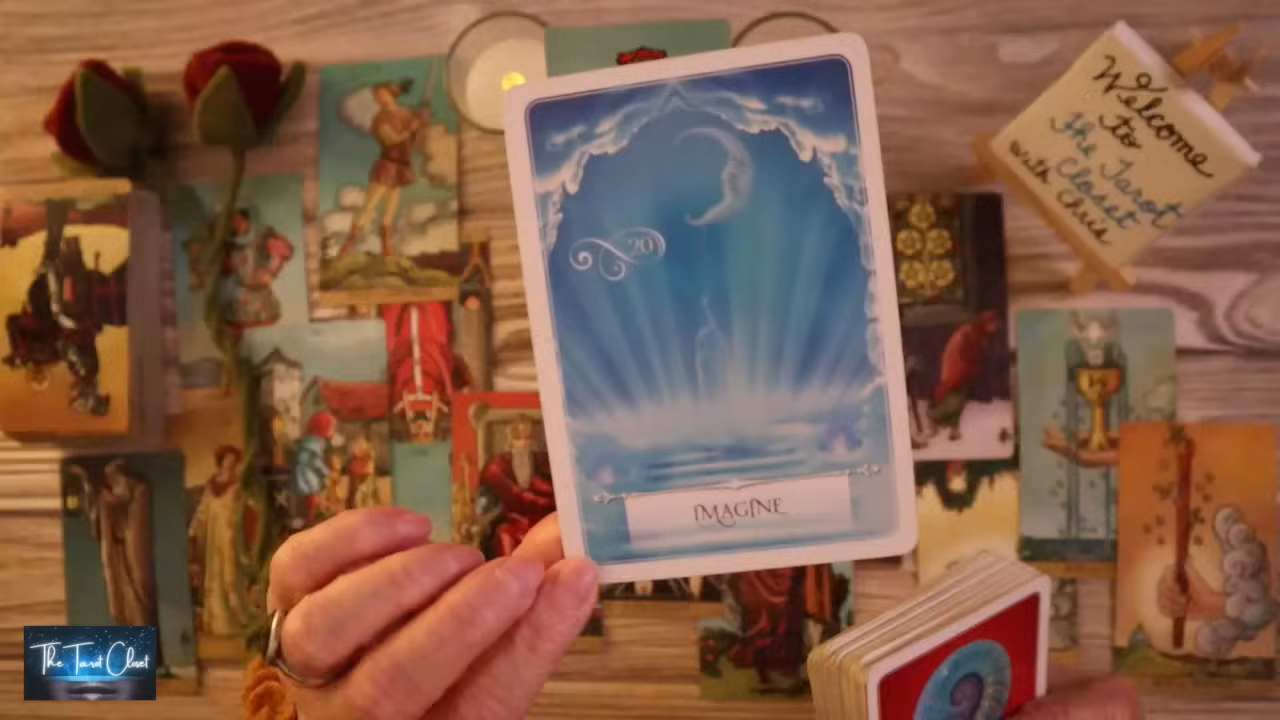 20
IMAGINE
Welcome
to
The Tarot
Closet
with Chris
The Tarot Closet